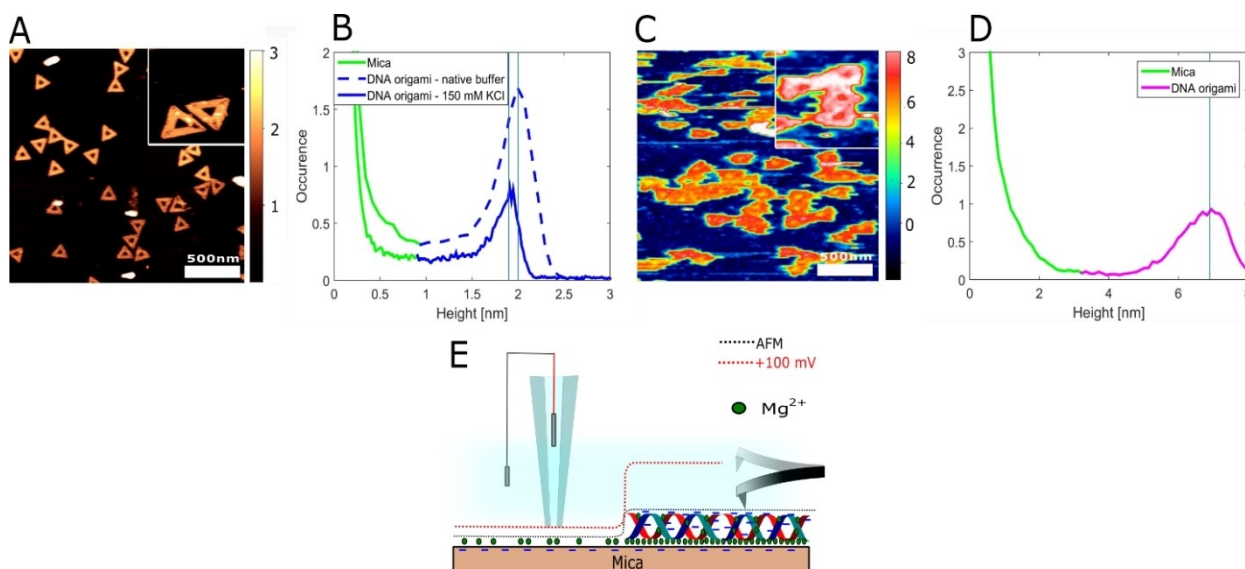 A
3
2
1
500nm
B
2
1.5
1
0.5
0
Occurrence
Mica
DNA origami - native buffer
DNA origami - 150 mM KCl
0 0.5 1 1.5 2 2.5 3
Height [nm]
C
8
6
4
2
0
500nm
D
3
2.5
2
1.5
1
0.5
0
Occurrence
Mica
DNA origami
0 2 4 6 8
Height [nm]
E
AFM
+100 mV
Mg2+
Mica